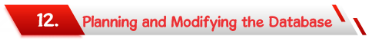 12. Planning and Modifying the Database